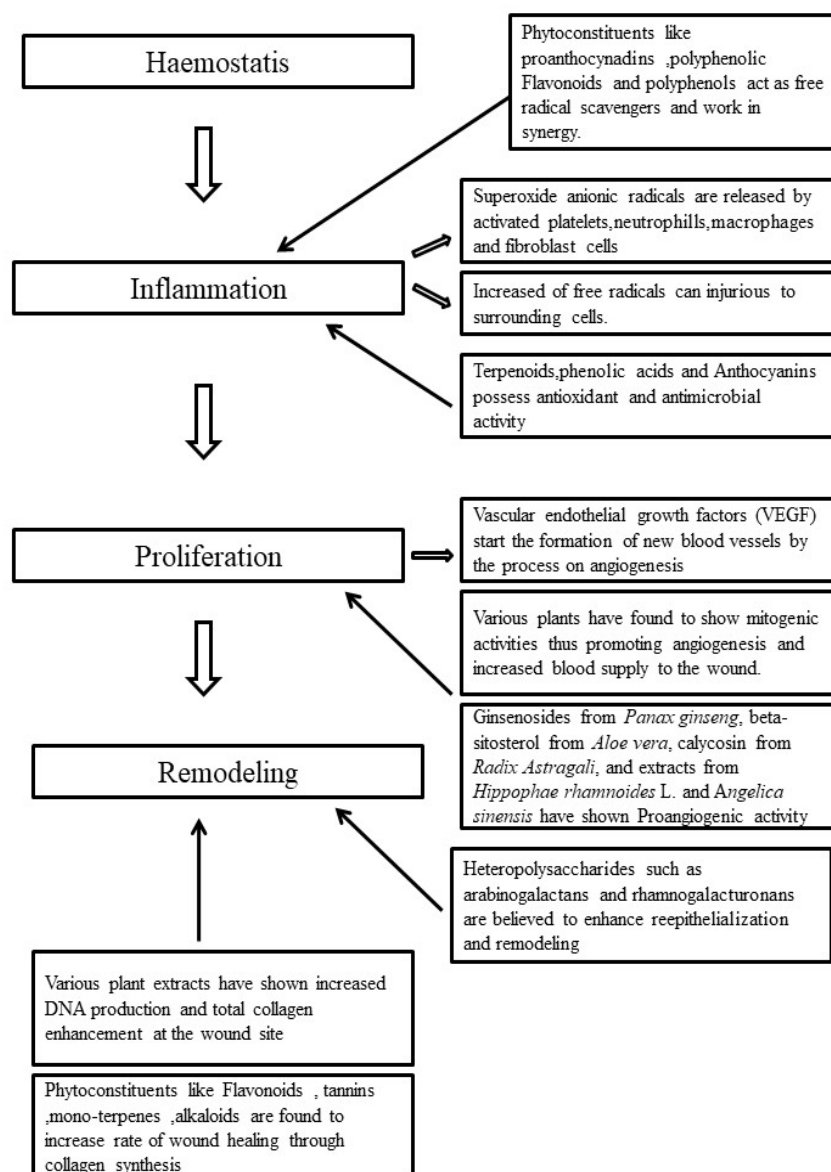 Haemostatis
Phytoconstituents like
proanthocynadins ,polyphenolic
Flavonoids and polyphenols act as free
radical scavengers and work in
synergy.
Superoxide anionic radicals are released by
activated platelets,neutrophills,macrophages
and fibroblast cells
Inflammation
Increased of free radicals can injurious to
surrounding cells.
Terpenoids,phenolic acids and Anthocyanins
possess antioxidant and antimicrobial
activity
Proliferation
Vascular endothelial growth factors (VEGF)
start the formation of new blood vessels by
the process on angiogenesis
Various plants have found to show mitogenic
activities thus promoting angiogenesis and
increased blood supply to the wound.
Ginsenosides from Panax ginseng, beta-
sitosterol from Aloe vera, calycosin from
Radix Astragali, and extracts from
Hippophae rhamnoides L. and Angelica
sinensis have shown Proangiogenic activity
Remodeling
Heteropolysaccharides such as
arabinogalactans and rhamnogalacturonans
are believed to enhance reepithelialization
and remodeling
Various plant extracts have shown increased
DNA production and total collagen
enhancement at the wound site
Phytoconstituents like Flavonoids , tannins
,mono-terpenes ,alkaloids are found to
increase rate of wound healing through
collagen synthesis